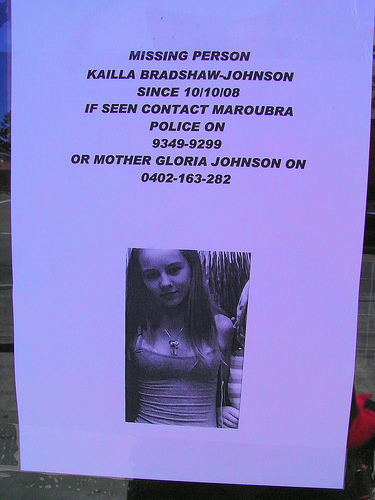 MISSING PERSON
KAILLA BRADSHAW-JOHNSON
SINCE 10|10|08
IF SEEN CONTACT MAROUBRA
POLICE ON
9349-9299
OR MOTHER GLORIA JOHNSON ON
0402-163-282